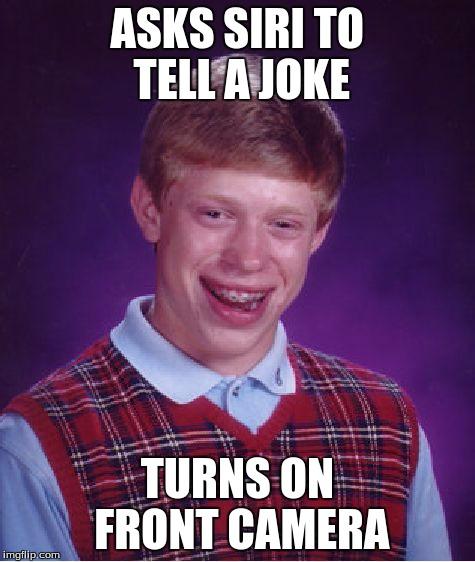 ASKS SIRI TO
TELL A JOKE
TURNS ON
FRONT CAMERA
imgflip.com